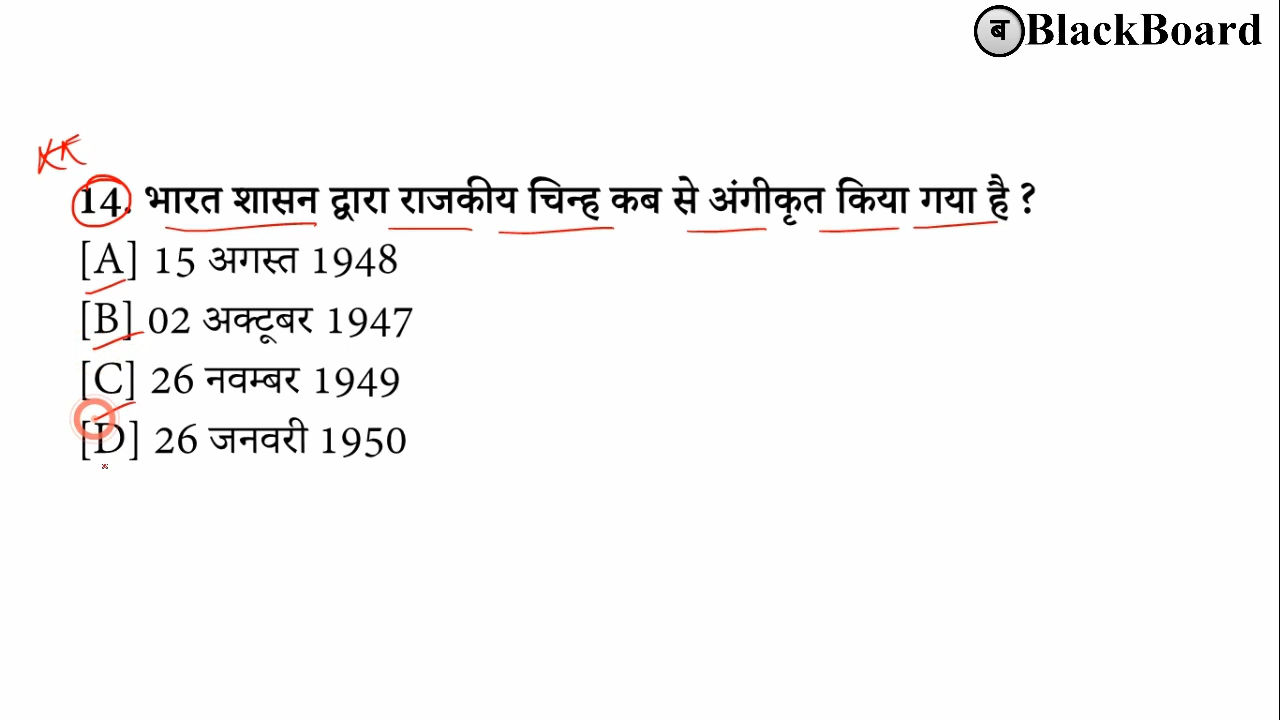 ब BlackBoard
14. भारत शासन द्वारा राजकीय चिन्ह कब से अंगीकृत किया गया है ?
[A] 15 अगस्त 1948
[B] 02 अक्टूबर 1947
[C] 26 नवम्बर 1949
[D] 26 जनवरी 1950